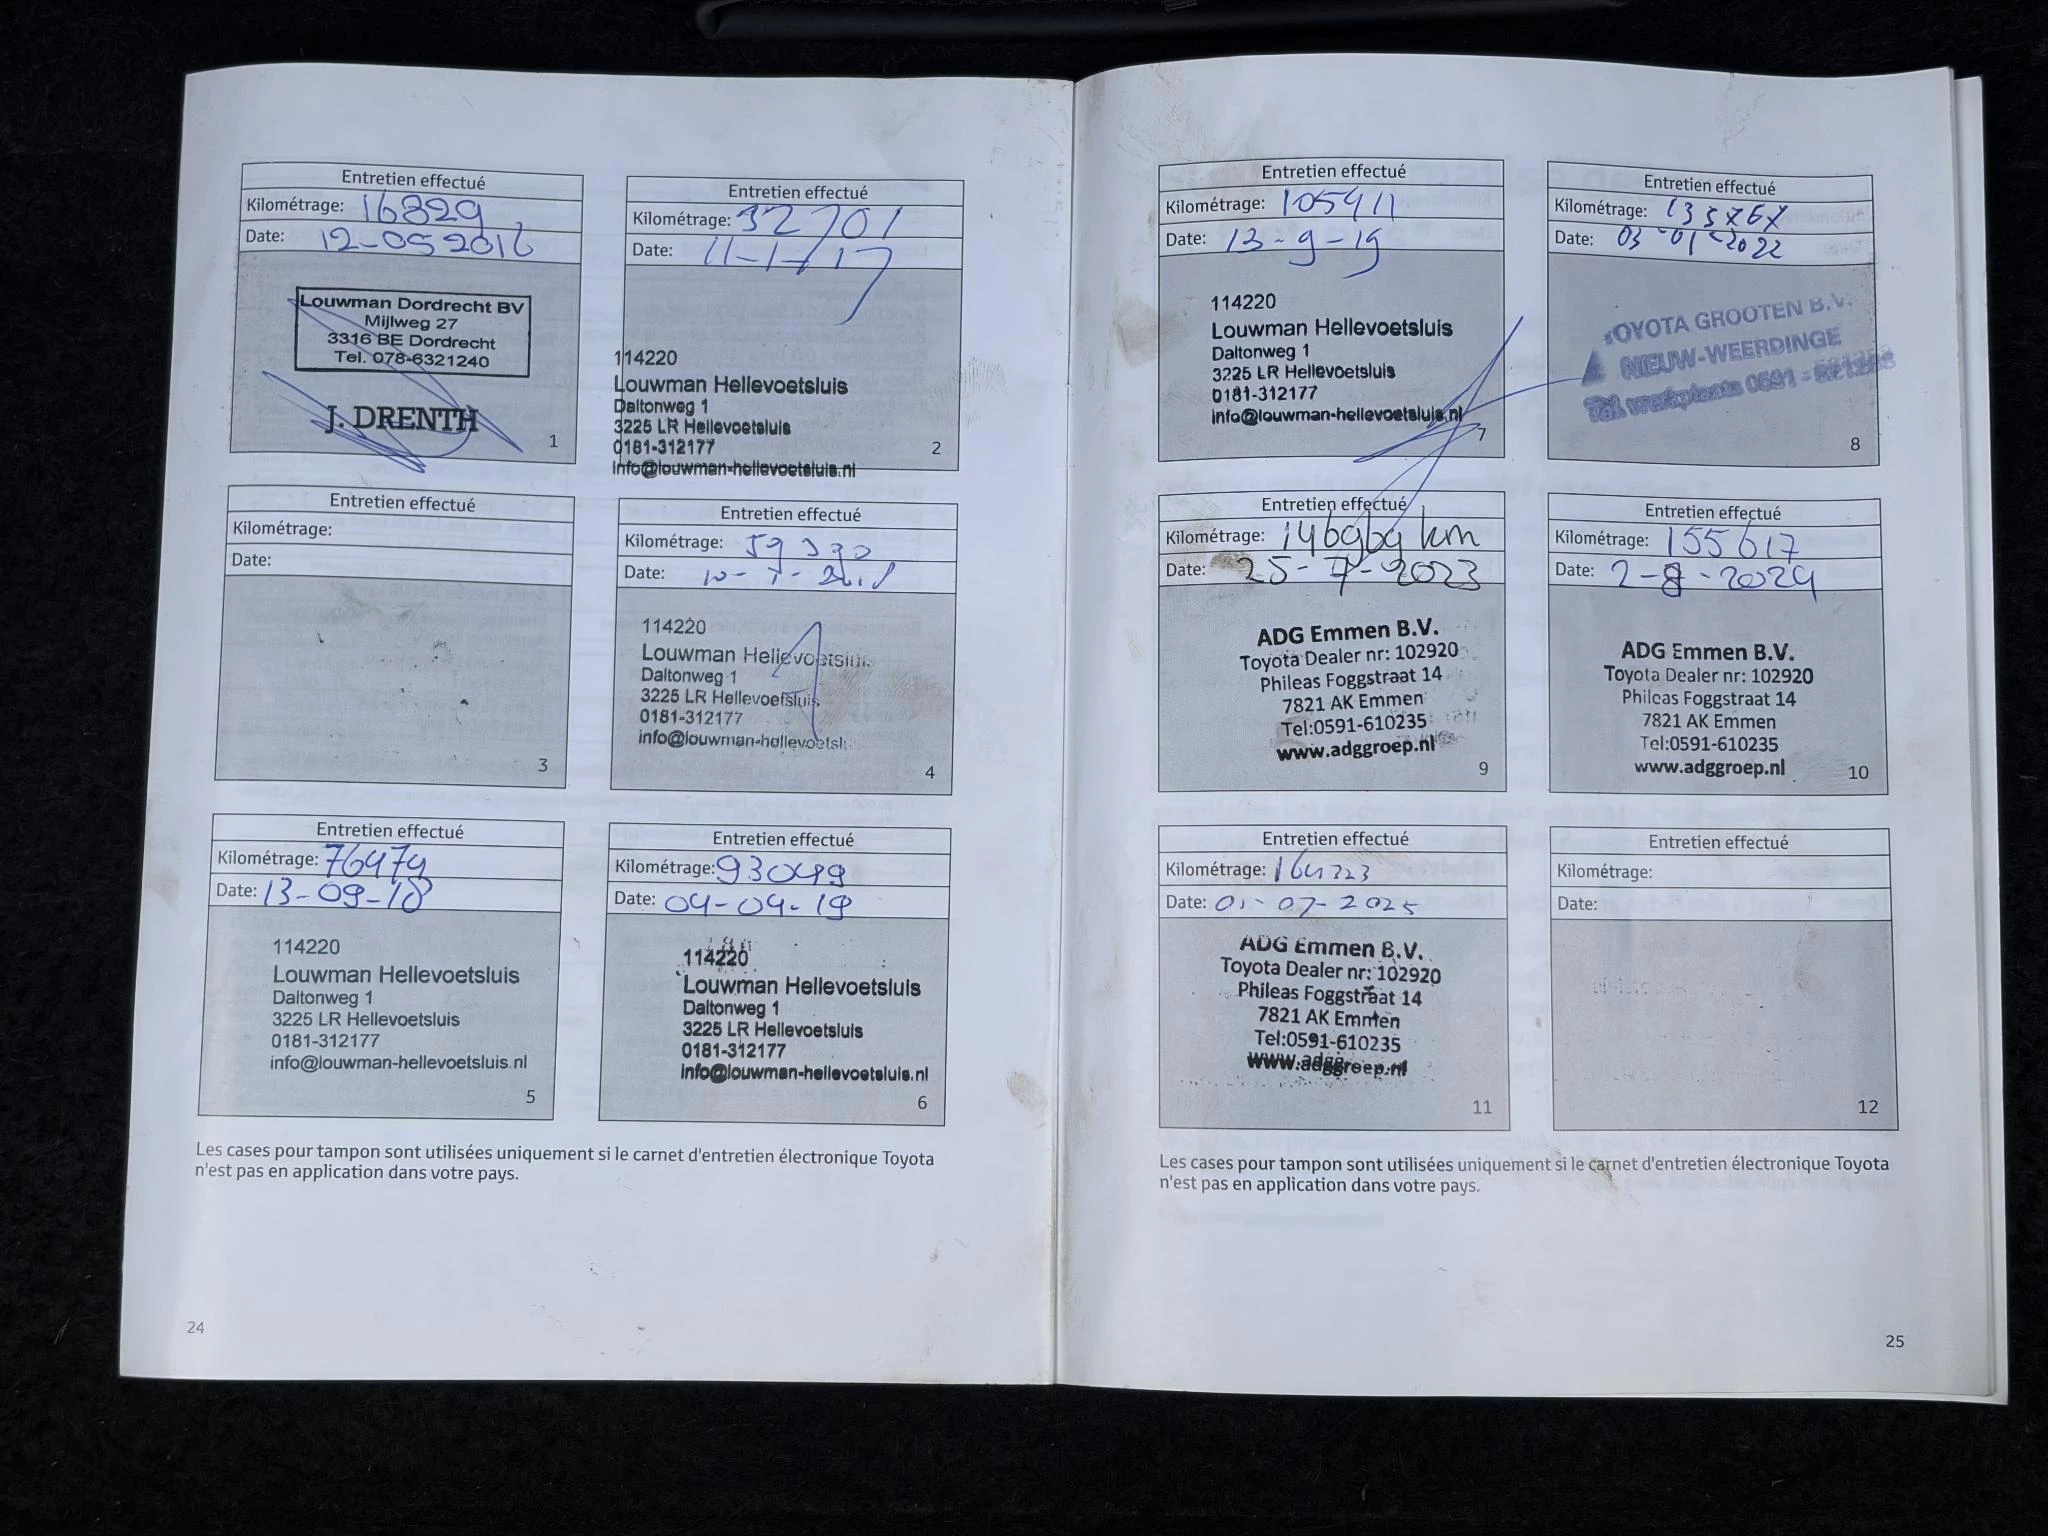 Entretien effectué
Kilométrage: 16829
Date: 12-05 2016
Louwman Dordrecht BV
Mijlweg 27
3316 BE Dordrecht
Tel. 078-6321240
J. DRENTH
1
Entretien effectué
Kilométrage: 32701
Date: 11-1-17
114220
Louwman Hellevoetsluis
Daltonweg 1
3225 LR Hellevoetsluis
0181-312177
info@louwman-hellevoetsluis.nl
2
Entretien effectué
Kilométrage:
Date:
3
Entretien effectué
Kilométrage:
Date:
114220
Louwman Hellevoetsluis
Daltonweg 1
3225 LR Hellevoetsluis
0181-312177
info@louwman-hellevoetsl
4
Entretien effectué
Kilométrage: 76479
Date: 13-09-18
114220
Louwman Hellevoetsluis
Daltonweg 1
3225 LR Hellevoetsluis
0181-312177
info@louwman-hellevoetsluis.nl
5
Entretien effectué
Kilométrage: 93049
Date: 04-04-19
114220
Louwman Hellevoetsluis
Daltonweg 1
3225 LR Hellevoetsluis
0181-312177
info@louwman-hellevoetsluis.nl
6
Les cases pour tampon sont utilisées uniquement si le carnet d'entretien électronique Toyota
n'est pas en application dans votre pays.
24
Entretien effectué
Kilométrage: 105411
Date: 13-9-19
114220
Louwman Hellevoetsluis
Daltonweg 1
3225 LR Hellevoetsluis
0181-312177
info@louwman-hellevoetsluis.nl
7
Entretien effectué
Kilométrage:
Date: 03-01-2022
TOYOTA GROOTEN B.V.
NIEUW-WEERDINGE
Tel. werkplaats 0591 -
8
Entretien effectué
Kilométrage: 146969 km
Date: 25-7-2023
ADG Emmen B.V.
Toyota Dealer nr: 102920
Phileas Foggstraat 14
7821 AK Emmen
Tel:0591-610235
www.adggroep.nl
9
Entretien effectué
Kilométrage: 155617
Date: 2-8-2024
ADG Emmen B.V.
Toyota Dealer nr: 102920
Phileas Foggstraat 14
7821 AK Emmen
Tel:0591-610235
www.adggroep.nl
10
Entretien effectué
Kilométrage:
Date: 01-07-2025
ADG Emmen B.V.
Toyota Dealer nr: 102920
Phileas Foggstraat 14
7821 AK Emmen
Tel:0591-610235
www.adggroep.nl
11
Entretien effectué
Kilométrage:
Date:
12
Les cases pour tampon sont utilisées uniquement si le carnet d'entretien électronique Toyota
n'est pas en application dans votre pays.
25